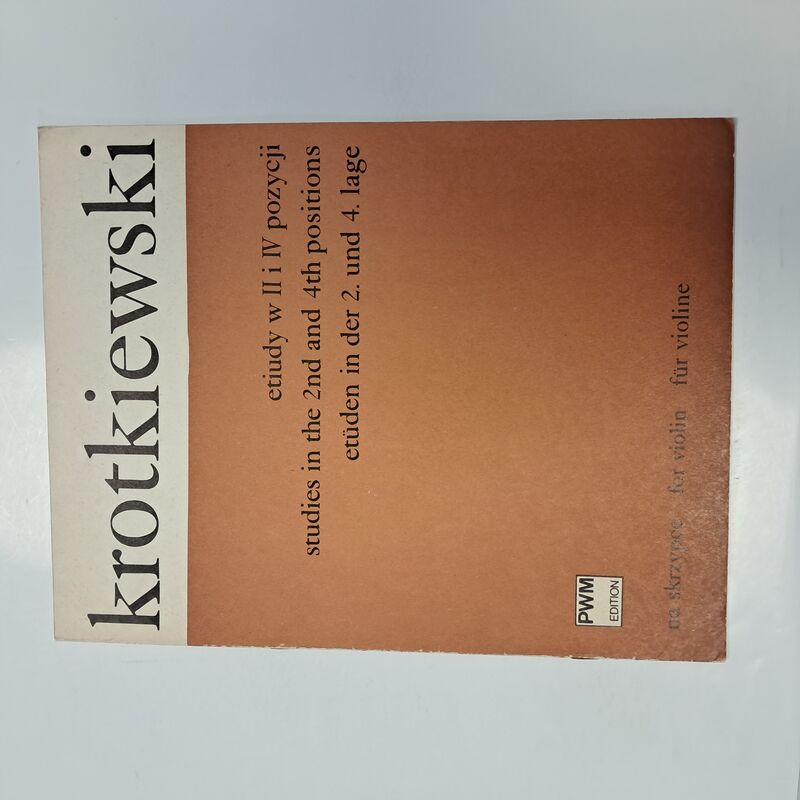 krotkiewski
etiudy w II i IV pozycji
studies in the 2nd and 4th positions
etüden in der 2. und 4. lage
PWM
EDITION
na skrzypce for violin für violine